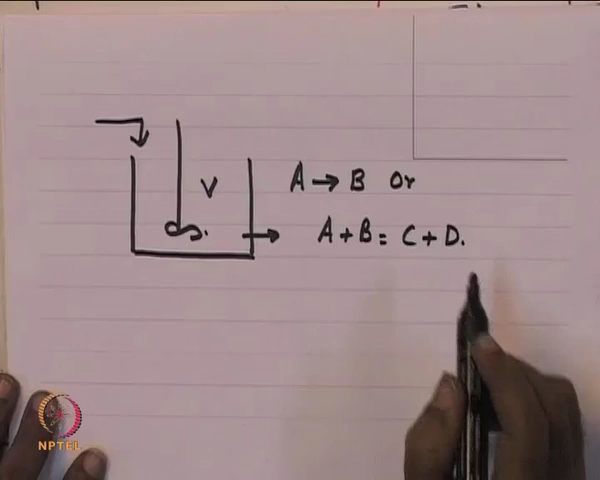 V
A → B Or
A + B = C + D.
NPTEL